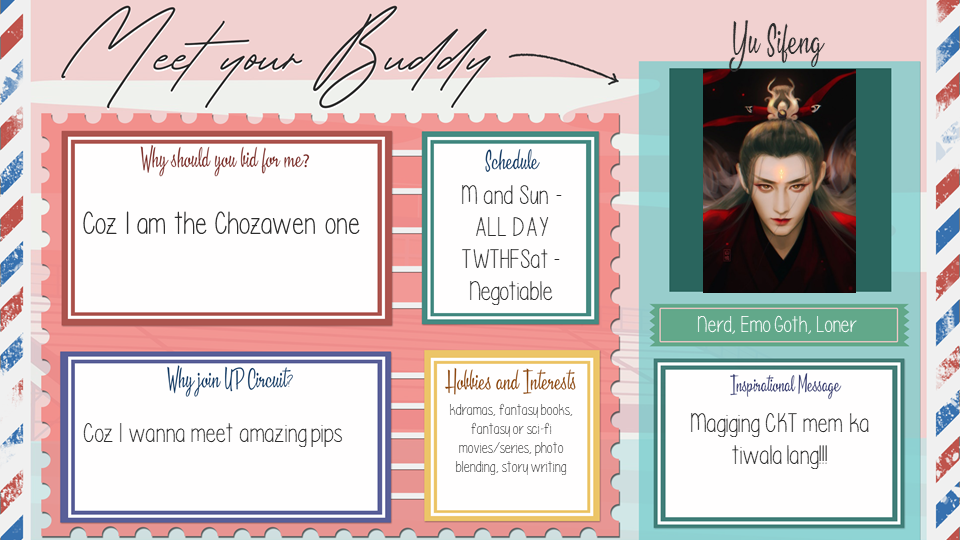 Meet your Buddy
Yu Sifeng
Why should you bid for me?
Coz I am the Chozawen one
Schedule
M and Sun -
ALL DAY
TWTHFSat -
Negotiable
Nerd, Emo Goth, Loner
Why join UP Circuit?
Coz I wanna meet amazing pips
Hobbies and Interests
kdramas, fantasy books,
fantasy or sci-fi
movies/series, photo
blending, story writing
Inspirational Message
Magiging CKT mem ka
tiwala lang!!!